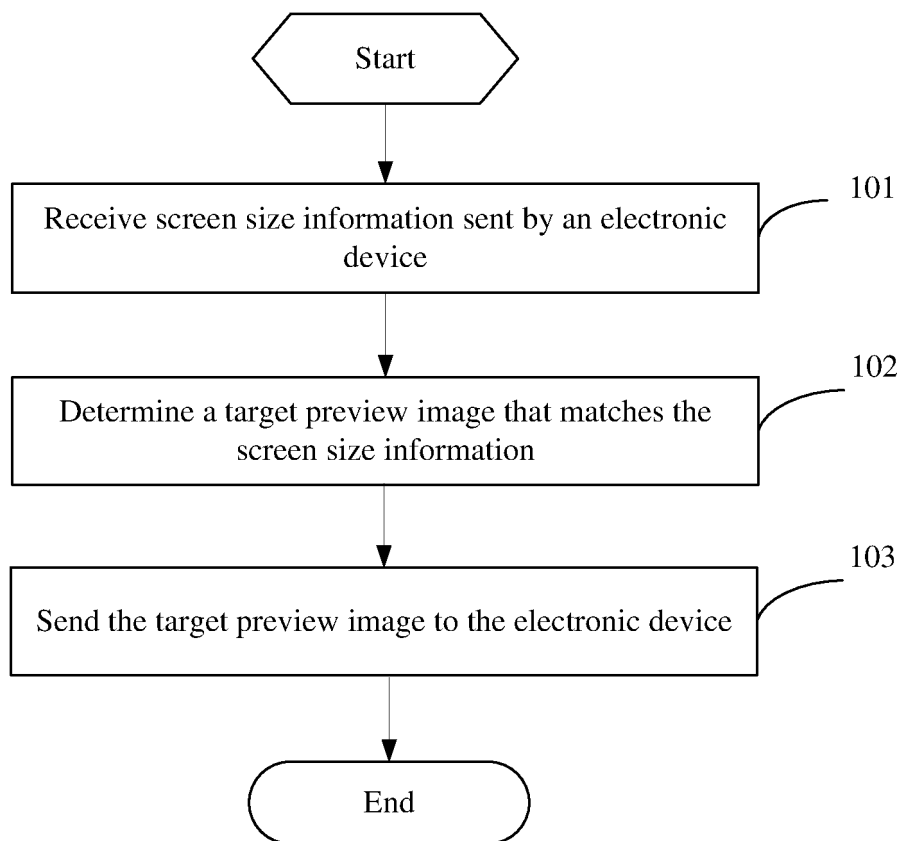 Start
101
Receive screen size information sent by an electronic
device
102
Determine a target preview image that matches the
screen size information
103
Send the target preview image to the electronic device
End